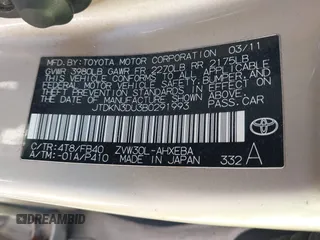 MFD. BY: TOYOTA MOTOR CORPORATION 03/11
GVWR 3980LB GAWR FR 2270LB RR 2175LB
THIS VEHICLE CONFORMS TO ALL APPLICABLE
FEDERAL MOTOR VEHICLE SAFETY, BUMPER, AND
THEFT PREVENTION STANDARDS IN EFFECT ON
THE DATE OF MANUFACTURE SHOWN ABOVE.
PASS. CAR
C/TR: 4T8/FB40 ZVW30L-AHXEBA
A/TM: -01A/P410 MADE IN JAPAN 332 A
TOYOTA
AUTOBIDMASTER